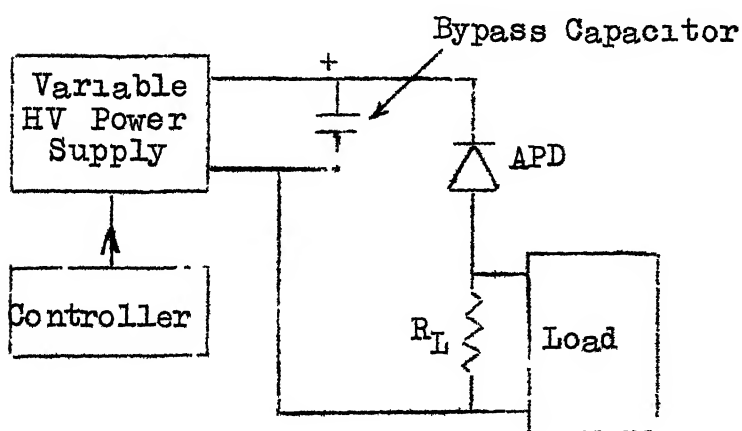 Bypass Capacitor
+
Variable
HV Power
Supply
APD
Controller
R_L
Load